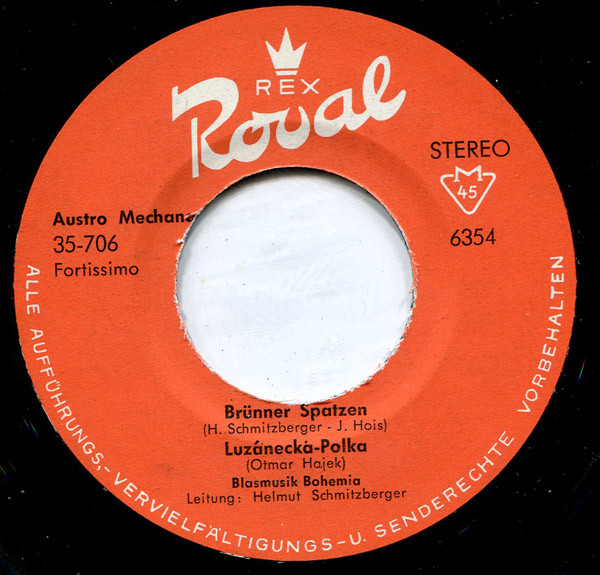 REX
Royal
STEREO
M
45
Austro Mechana
35-706
6354
Fortissimo
Brünner Spatzen
(H. Schmitzberger - J. Hois)
Luzánecká-Polka
(Otmar Hajek)
Blasmusik Bohemia
Leitung: Helmut Schmitzberger
ALLE AUFFÜHRUNGS,- VERVIELFÄLTIGUNGS-U. SENDERECHTE VORBEHALTEN